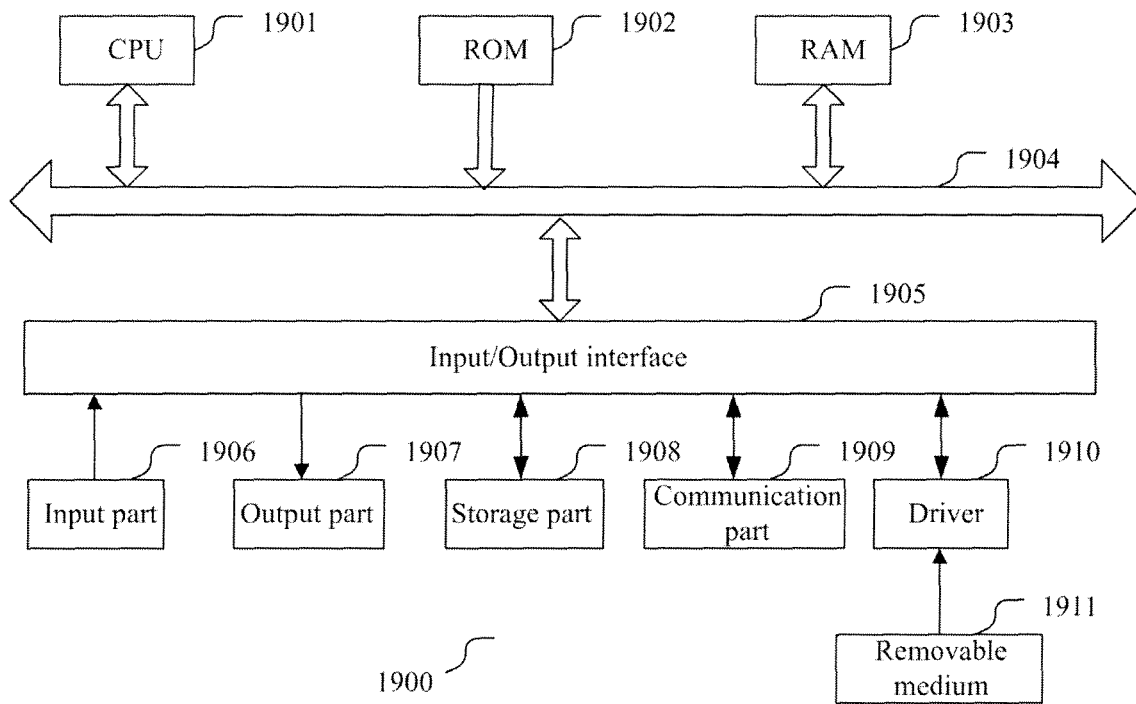 CPU
1901
ROM
1902
RAM
1903
1904
1905
Input/Output interface
1906
1907
1908
1909
1910
Input part
Output part
Storage part
Communication
part
Driver
1911
Removable
medium
1900